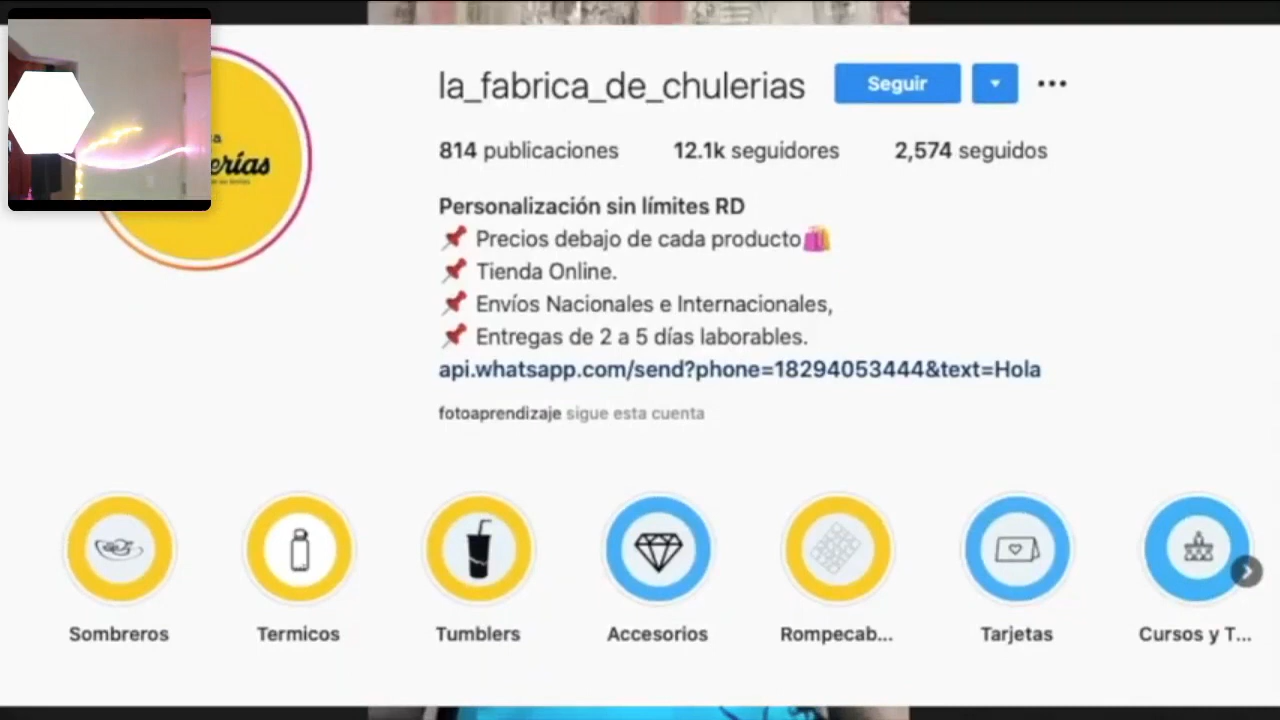 la_fabrica_de_chulerias Seguir
814 publicaciones 12.1k seguidores 2,574 seguidos
Personalización sin límites RD
Precios debajo de cada producto
Tienda Online.
Envíos Nacionales e Internacionales,
Entregas de 2 a 5 días laborables.
api.whatsapp.com/send?phone=18294053444&text=Hola
fotoaprendizaje sigue esta cuenta
Sombreros Termicos Tumblers Accesorios Rompecab... Tarjetas Cursos y T...